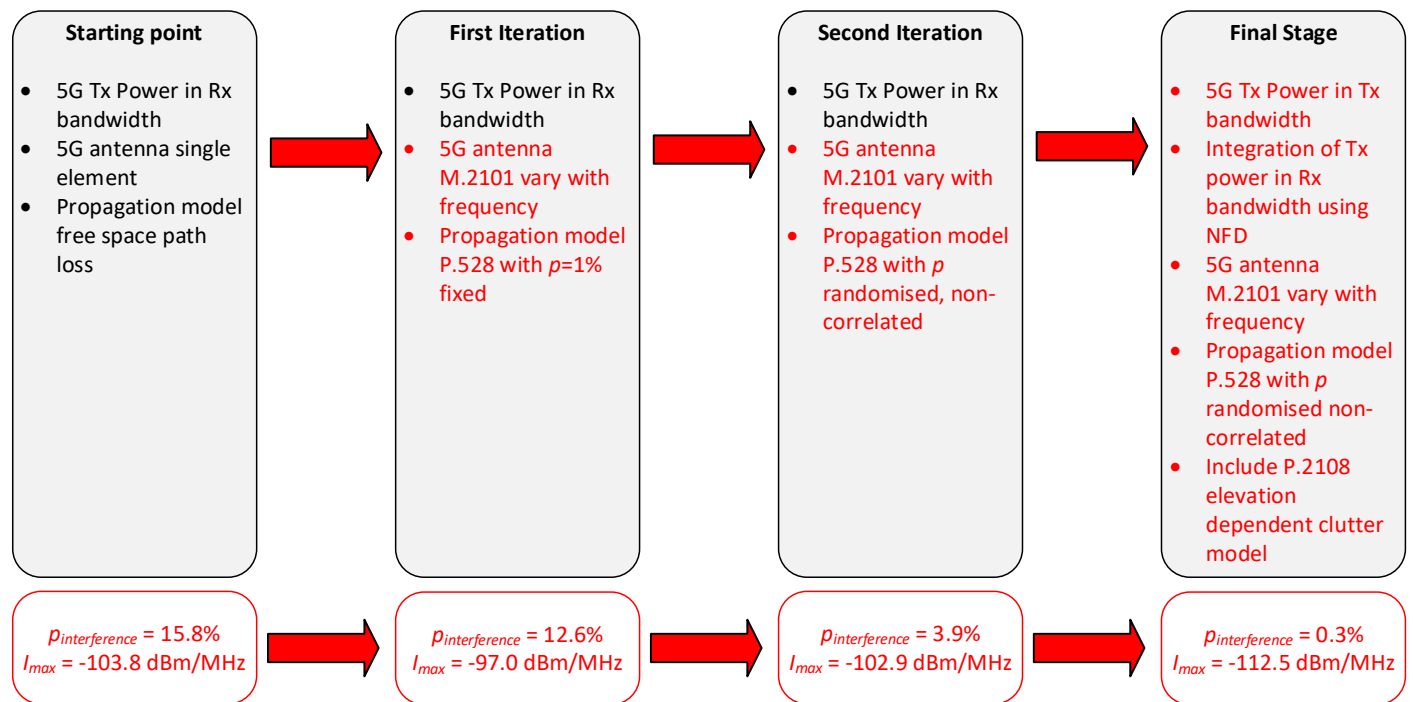 Starting point
• 5G Tx Power in Rx
bandwidth
• 5G antenna single
element
• Propagation model
free space path
loss
First Iteration
• 5G Tx Power in Rx
bandwidth
• 5G antenna
M.2101 vary with
frequency
• Propagation model
P.528 with p=1%
fixed
Second Iteration
• 5G Tx Power in Rx
bandwidth
• 5G antenna
M.2101 vary with
frequency
• Propagation model
P.528 with p
randomised, non-
correlated
Final Stage
• 5G Tx Power in Tx
bandwidth
• Integration of Tx
power in Rx
bandwidth using
NFD
• 5G antenna
M.2101 vary with
frequency
• Propagation model
P.528 with p
randomised non-
correlated
• Include P.2108
elevation
dependent clutter
model
pinterference = 15.8%
Imax = -103.8 dBm/MHz
pinterference = 12.6%
Imax = -97.0 dBm/MHz
pinterference = 3.9%
Imax = -102.9 dBm/MHz
pinterference = 0.3%
Imax = -112.5 dBm/MHz